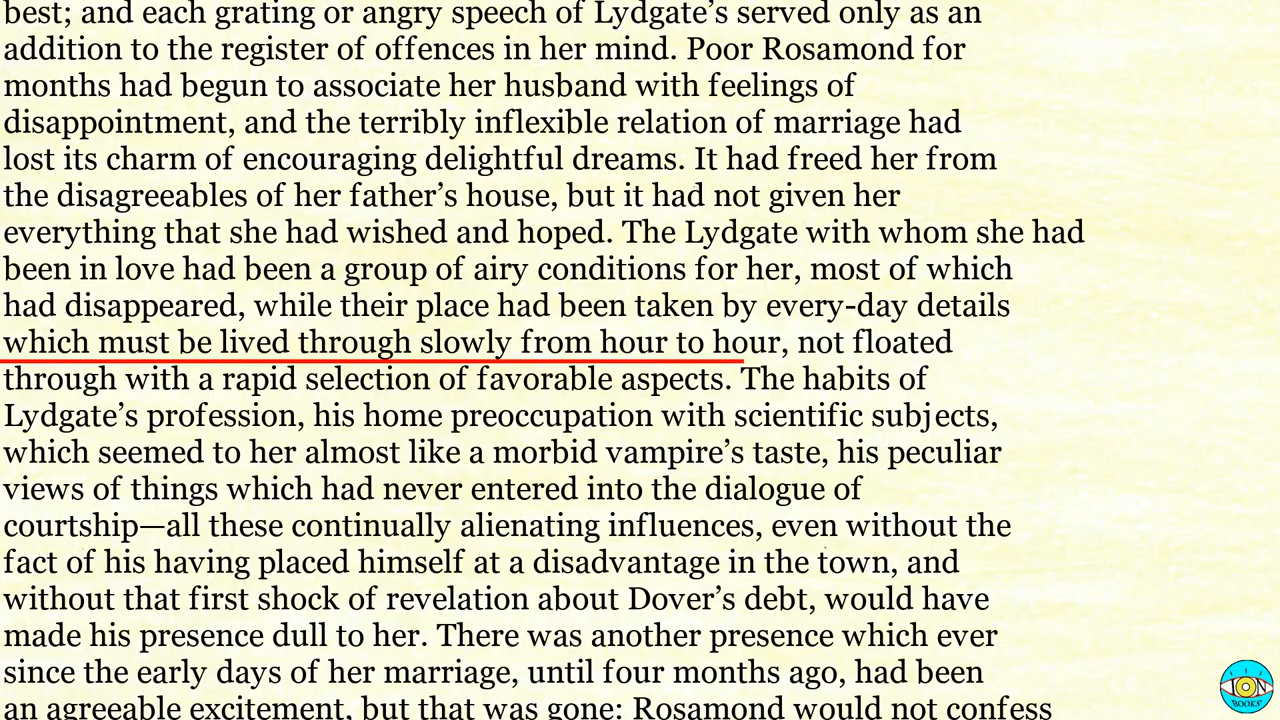 best; and each grating or angry speech of Lydgate’s served only as an
addition to the register of offences in her mind. Poor Rosamond for
months had begun to associate her husband with feelings of
disappointment, and the terribly inflexible relation of marriage had
lost its charm of encouraging delightful dreams. It had freed her from
the disagreeables of her father’s house, but it had not given her
everything that she had wished and hoped. The Lydgate with whom she had
been in love had been a group of airy conditions for her, most of which
had disappeared, while their place had been taken by every-day details
which must be lived through slowly from hour to hour, not floated
through with a rapid selection of favorable aspects. The habits of
Lydgate’s profession, his home preoccupation with scientific subjects,
which seemed to her almost like a morbid vampire’s taste, his peculiar
views of things which had never entered into the dialogue of
courtship—all these continually alienating influences, even without the
fact of his having placed himself at a disadvantage in the town, and
without that first shock of revelation about Dover’s debt, would have
made his presence dull to her. There was another presence which ever
since the early days of her marriage, until four months ago, had been
an agreeable excitement, but that was gone: Rosamond would not confess
ION
BOOKS